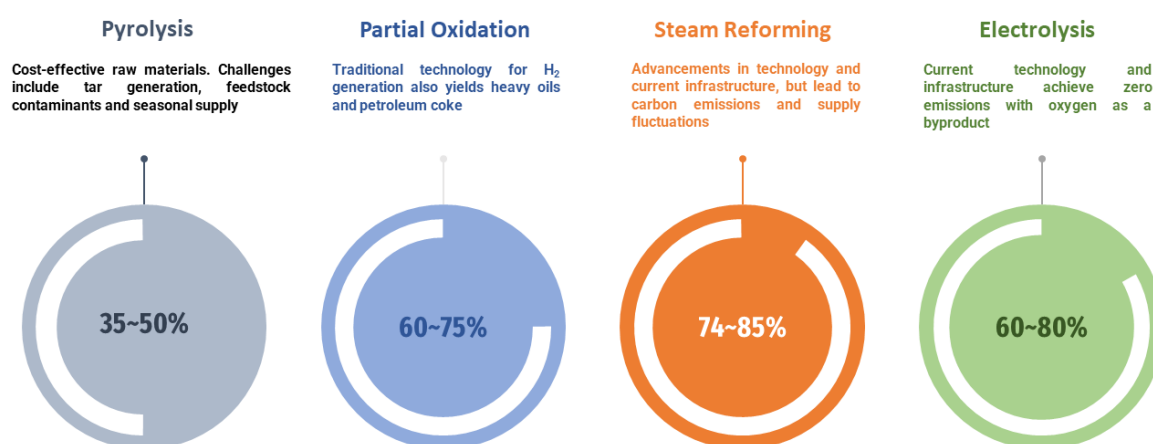 Pyrolysis
Cost-effective raw materials. Challenges
include tar generation, feedstock
contaminants and seasonal supply
35~50%
Partial Oxidation
Traditional technology for H₂
generation also yields heavy oils
and petroleum coke
60~75%
Steam Reforming
Advancements in technology and
current infrastructure, but lead to
carbon emissions and supply
fluctuations
74~85%
Electrolysis
Current technology and
infrastructure achieve zero
emissions with oxygen as a
byproduct
60~80%